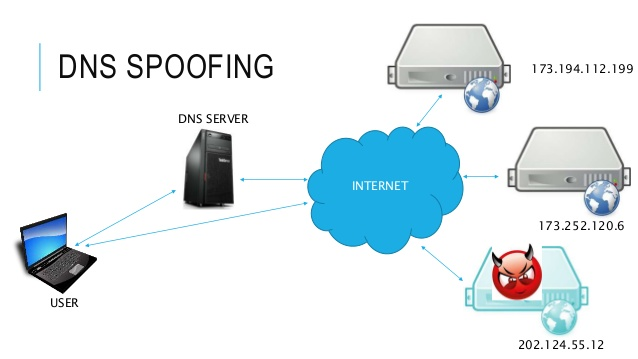 DNS SPOOFING
173.194.112.199
DNS SERVER
INTERNET
173.252.120.6
USER
202.124.55.12